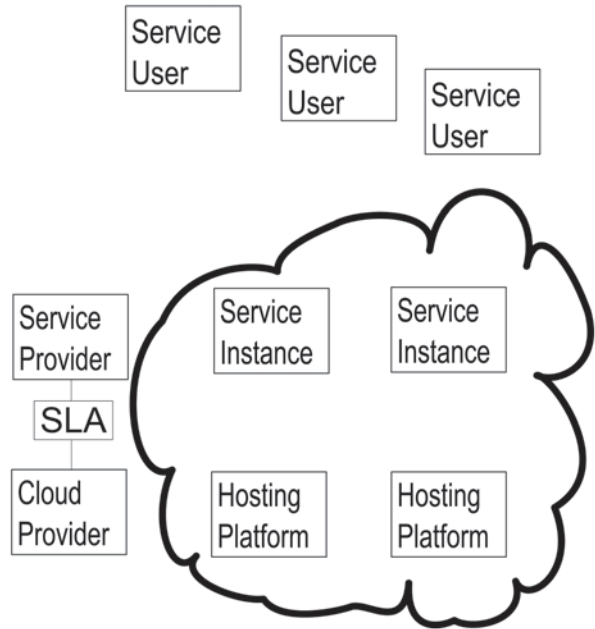 Service
User
Service
User
Service
User
Service
Provider
SLA
Cloud
Provider
Service
Instance
Service
Instance
Hosting
Platform
Hosting
Platform